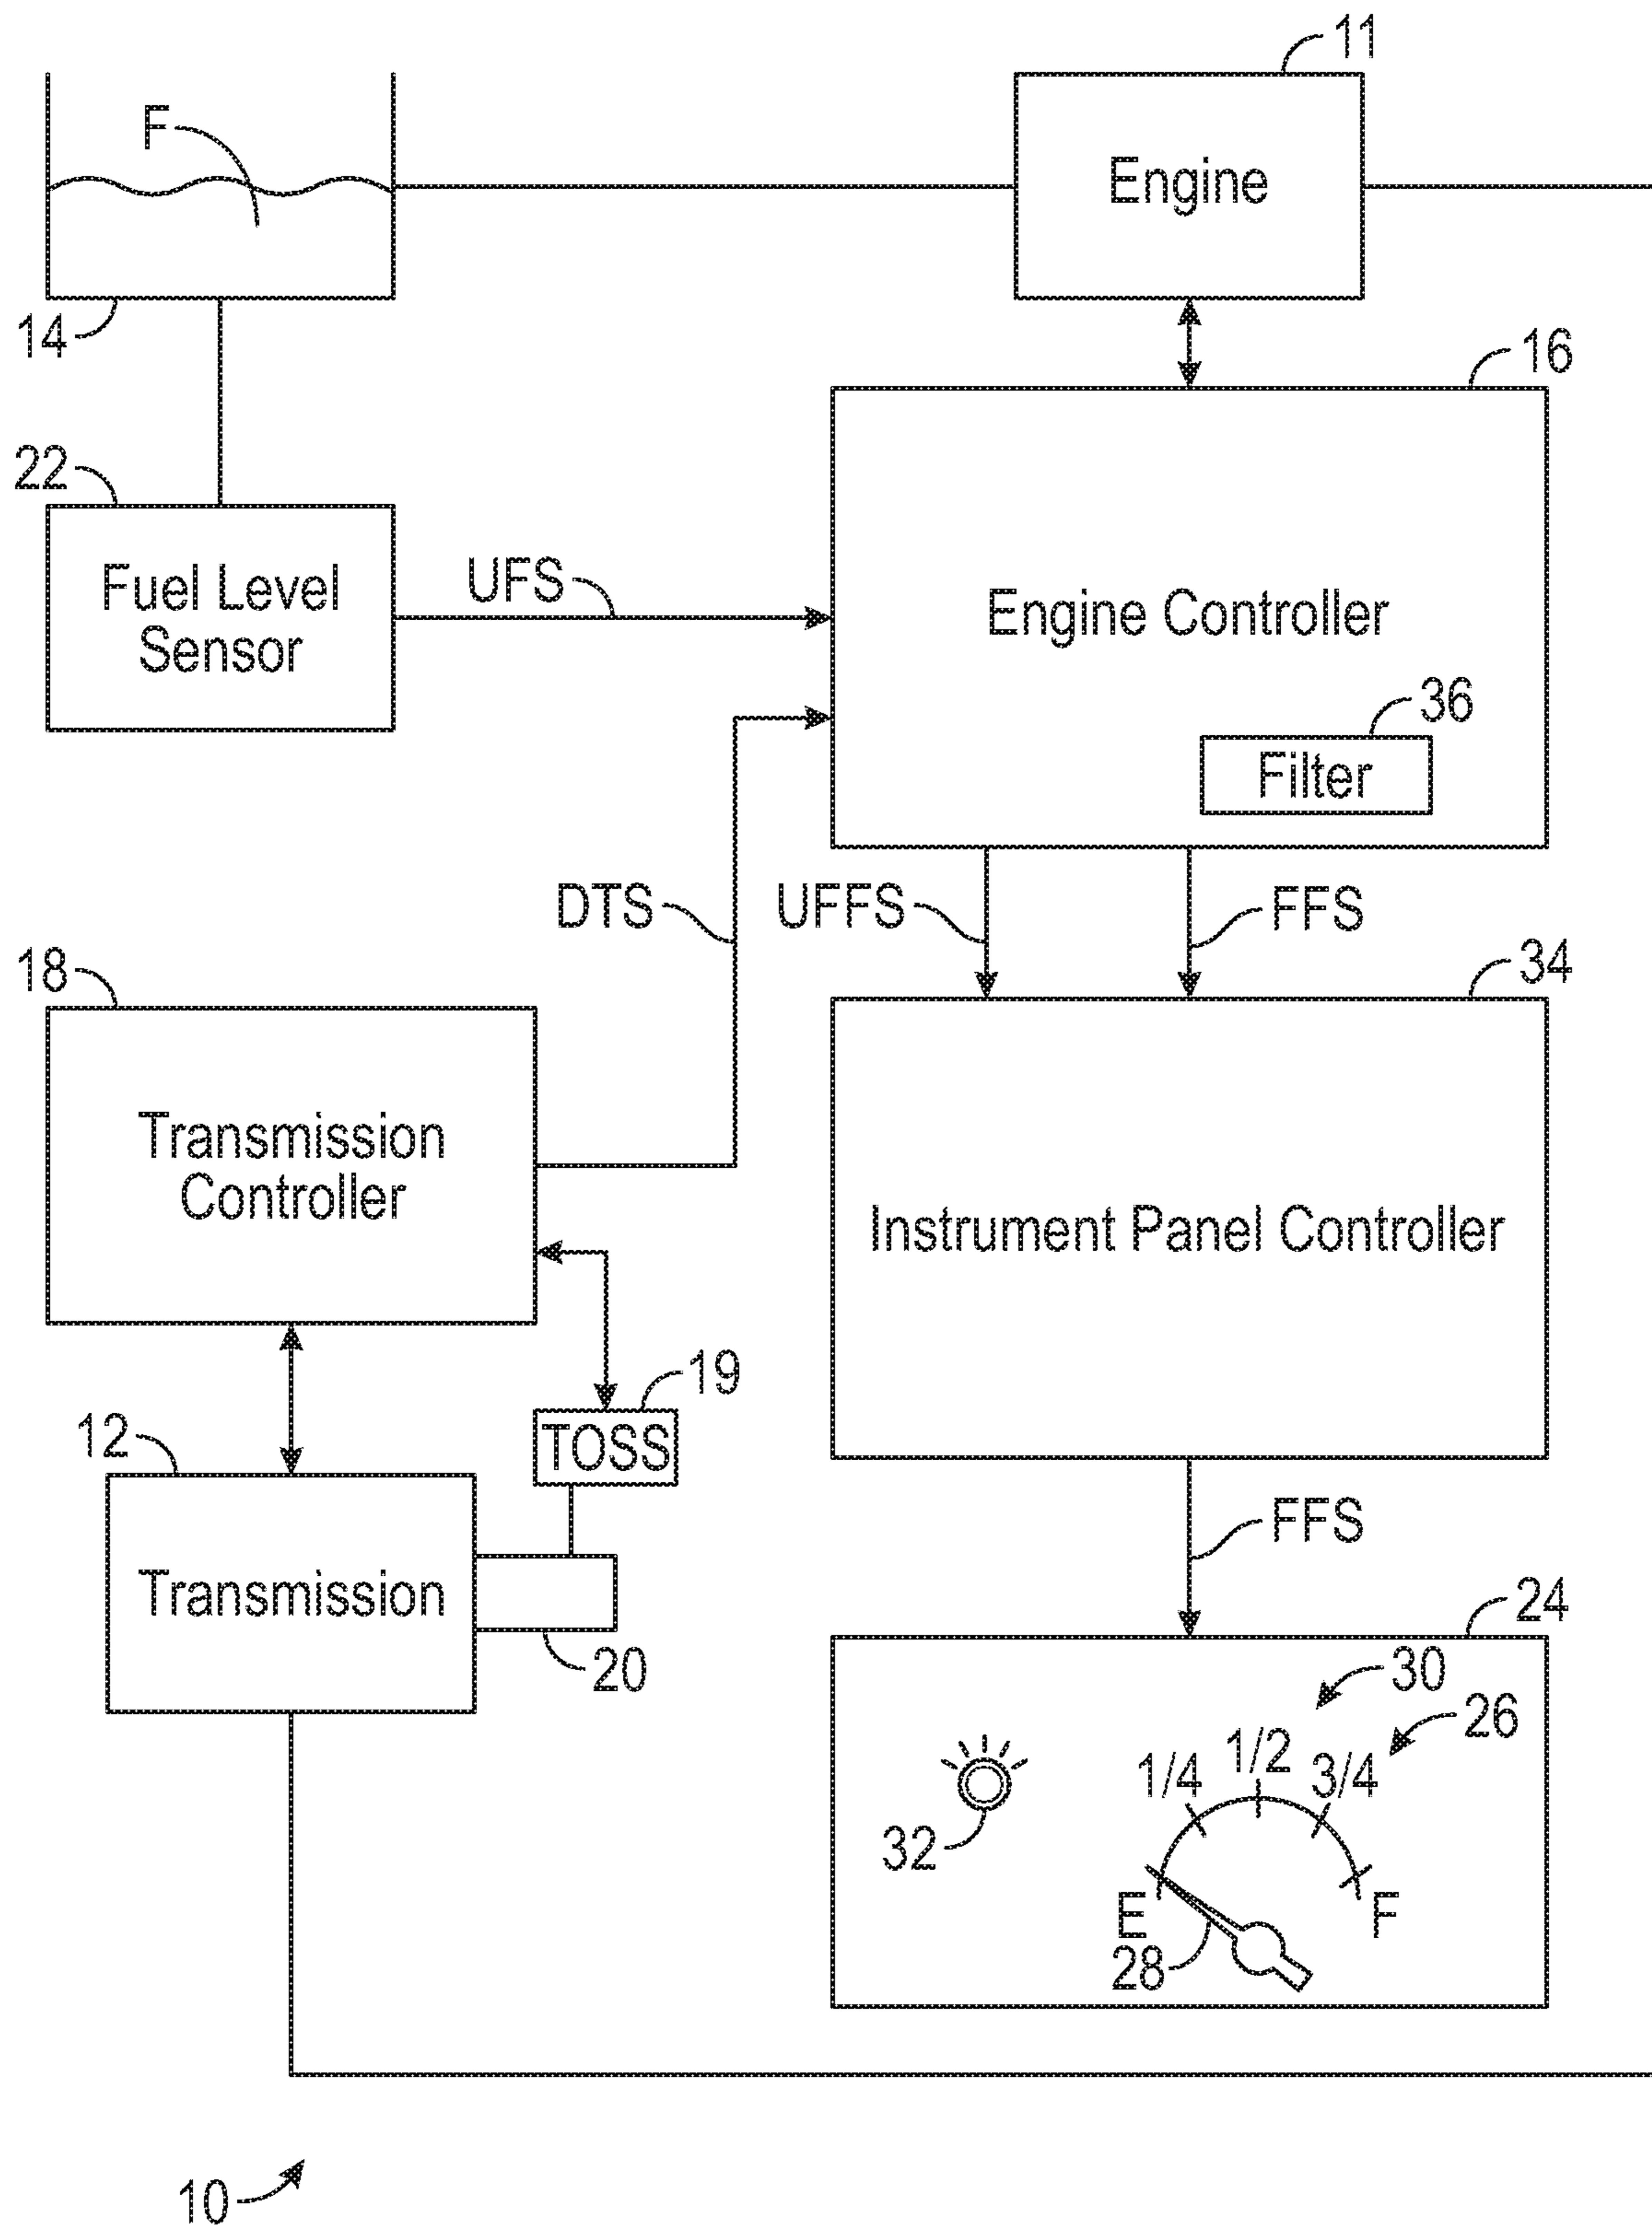 11
F
Engine
14
16
22
Fuel Level
Sensor
UFS
Engine Controller
36
Filter
DTS
UFFS
FFS
18
34
Transmission
Controller
Instrument Panel Controller
19
TOSS
12
FFS
Transmission
24
20
30
26
1/2
1/4
3/4
32
E
F
28
10